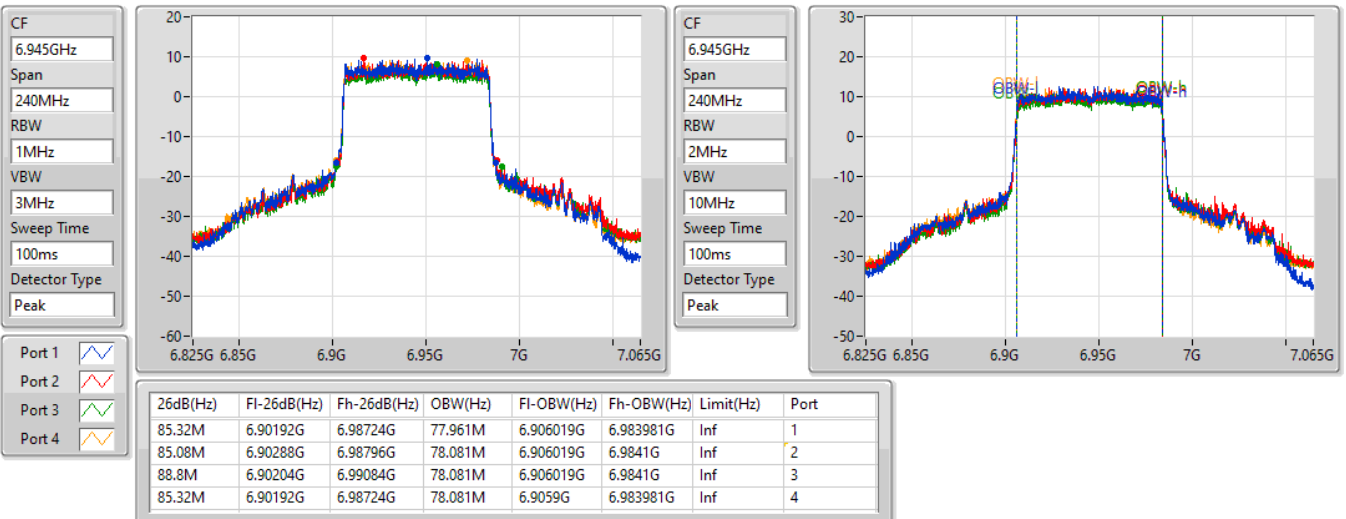 CF
6.945GHz
Span
240MHz
RBW
1MHz
VBW
3MHz
Sweep Time
100ms
Detector Type
Peak
20
10
0
-10
-20
-30
-40
-50
-60
6.825G 6.85G 6.9G 6.95G 7G 7.065G
CF
6.945GHz
Span
240MHz
RBW
2MHz
VBW
10MHz
Sweep Time
100ms
Detector Type
Peak
30
20
10
0
-10
-20
-30
-40
-50
OBW-l OBW-h
6.825G 6.85G 6.9G 6.95G 7G 7.065G
Port 1
Port 2
Port 3
Port 4
26dB(Hz) Fl-26dB(Hz) Fh-26dB(Hz) OBW(Hz) Fl-OBW(Hz) Fh-OBW(Hz) Limit(Hz) Port
85.32M 6.90192G 6.98724G 77.961M 6.906019G 6.983981G Inf 1
85.08M 6.90288G 6.98796G 78.081M 6.906019G 6.9841G Inf 2
88.8M 6.90204G 6.99084G 78.081M 6.906019G 6.9841G Inf 3
85.32M 6.90192G 6.98724G 78.081M 6.9059G 6.983981G Inf 4